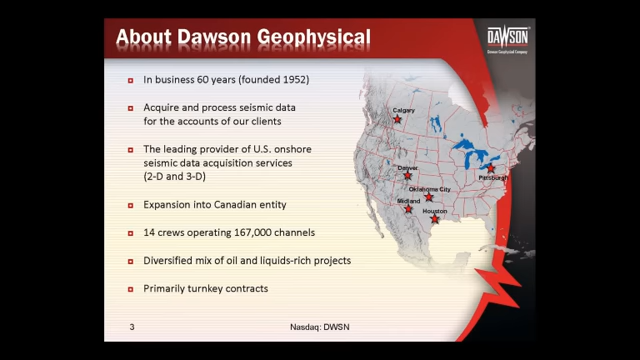 About Dawson Geophysical
DAWSON
Dawson Geophysical Company
In business 60 years (founded 1952)
Acquire and process seismic data
for the accounts of our clients
The leading provider of U.S. onshore
seismic data acquisition services
(2-D and 3-D)
Expansion into Canadian entity
14 crews operating 167,000 channels
Diversified mix of oil and liquids-rich projects
Primarily turnkey contracts
Calgary
Denver
Pittsburgh
Oklahoma City
Midland
Houston
3
Nasdaq: DWSN